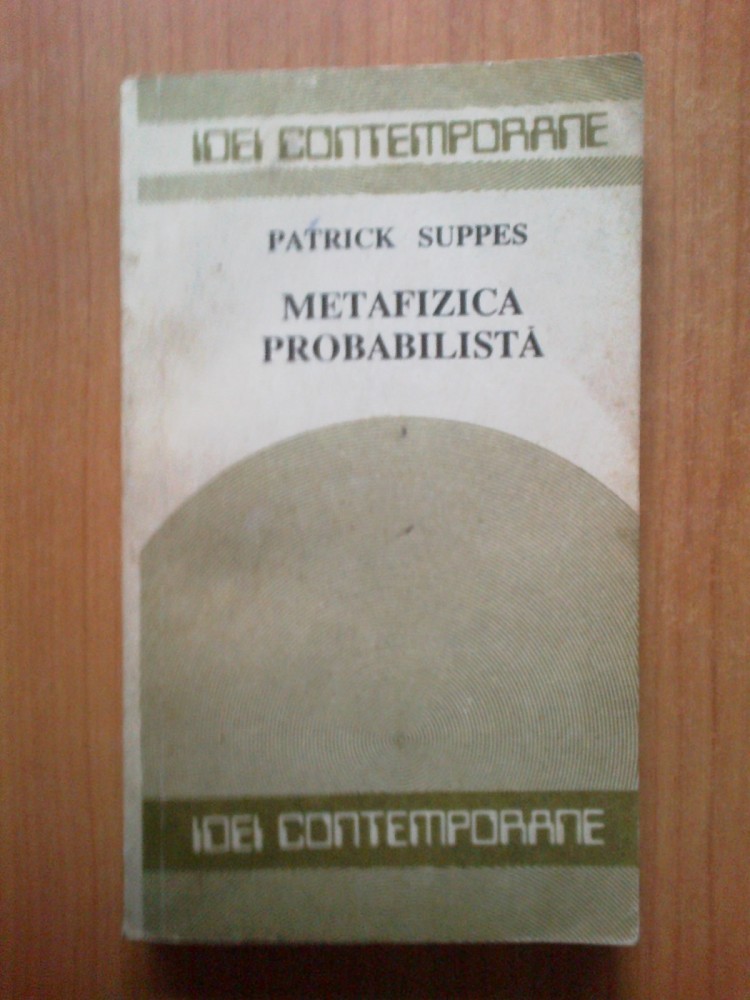 IDEI CONTEMPORANE
PATRICK SUPPES
METAFIZICA
PROBABILISTĂ
IDEI CONTEMPORANE